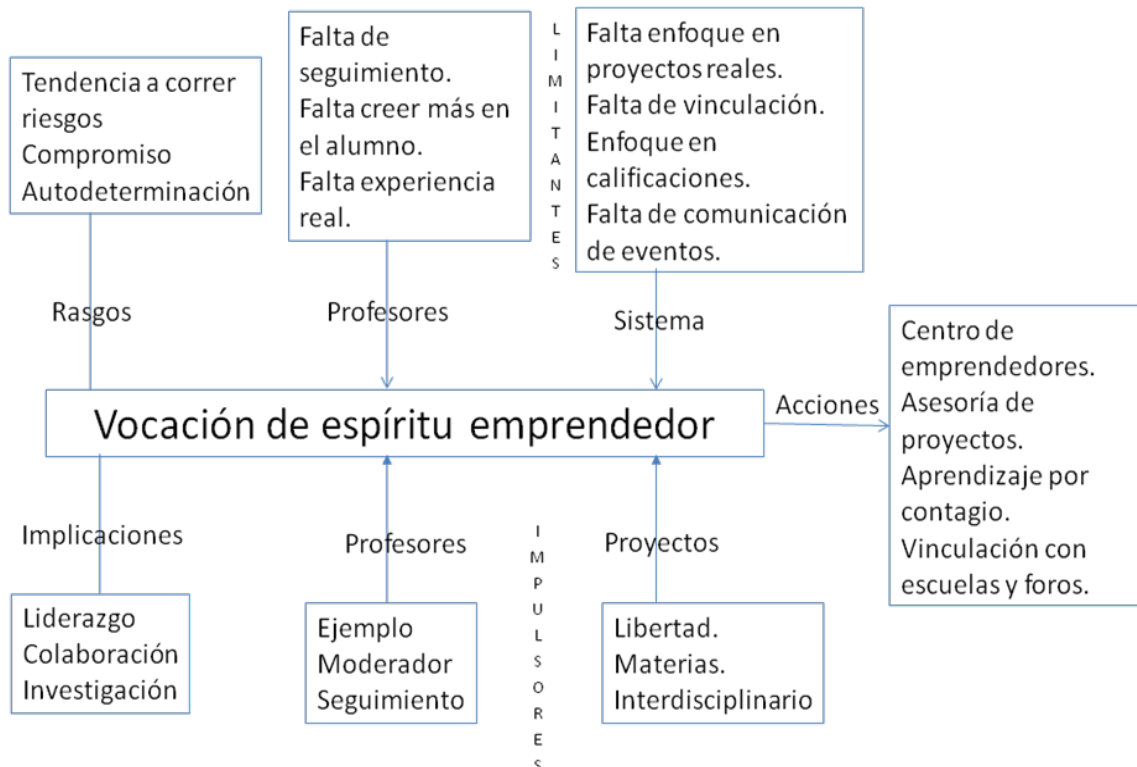 Tendencia a correr
riesgos
Compromiso
Autodeterminación
Falta de
seguimiento.
Falta creer más en
el alumno.
Falta experiencia
real.
LIMITANTES
Falta enfoque en
proyectos reales.
Falta de vinculación.
Enfoque en
calificaciones.
Falta de comunicación
de eventos.
Rasgos
Profesores
Sistema
Vocación de espíritu emprendedor
Acciones
Centro de
emprendedores.
Asesoría de
proyectos.
Aprendizaje por
contagio.
Vinculación con
escuelas y foros.
Implicaciones
Profesores
IMPULSORES
Proyectos
Liderazgo
Colaboración
Investigación
Ejemplo
Moderador
Seguimiento
Libertad.
Materias.
Interdisciplinario